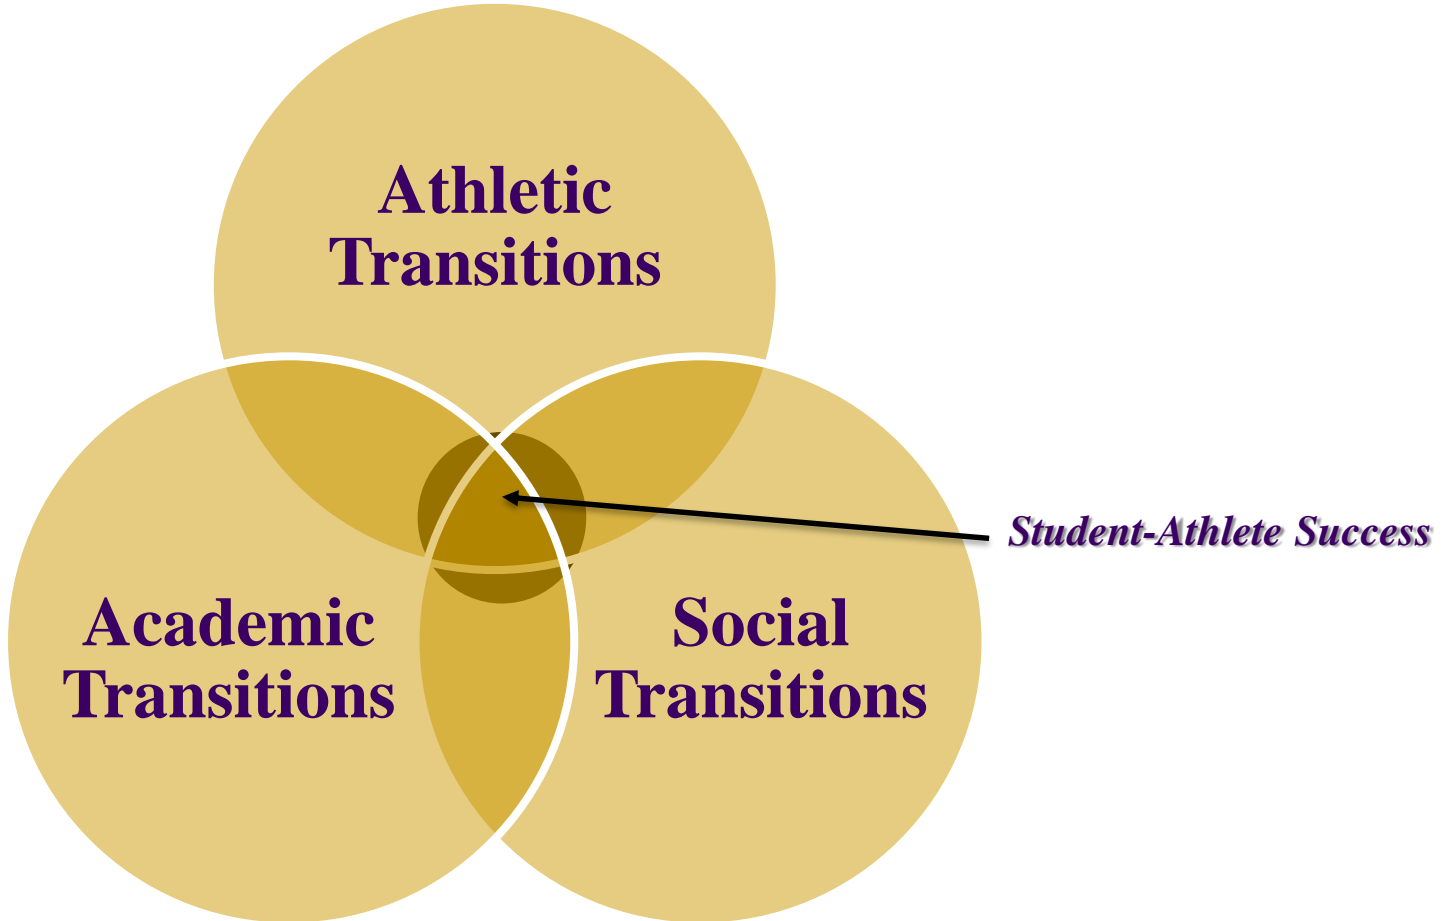 Athletic
Transitions
Student-Athlete Success
Academic
Transitions
Social
Transitions